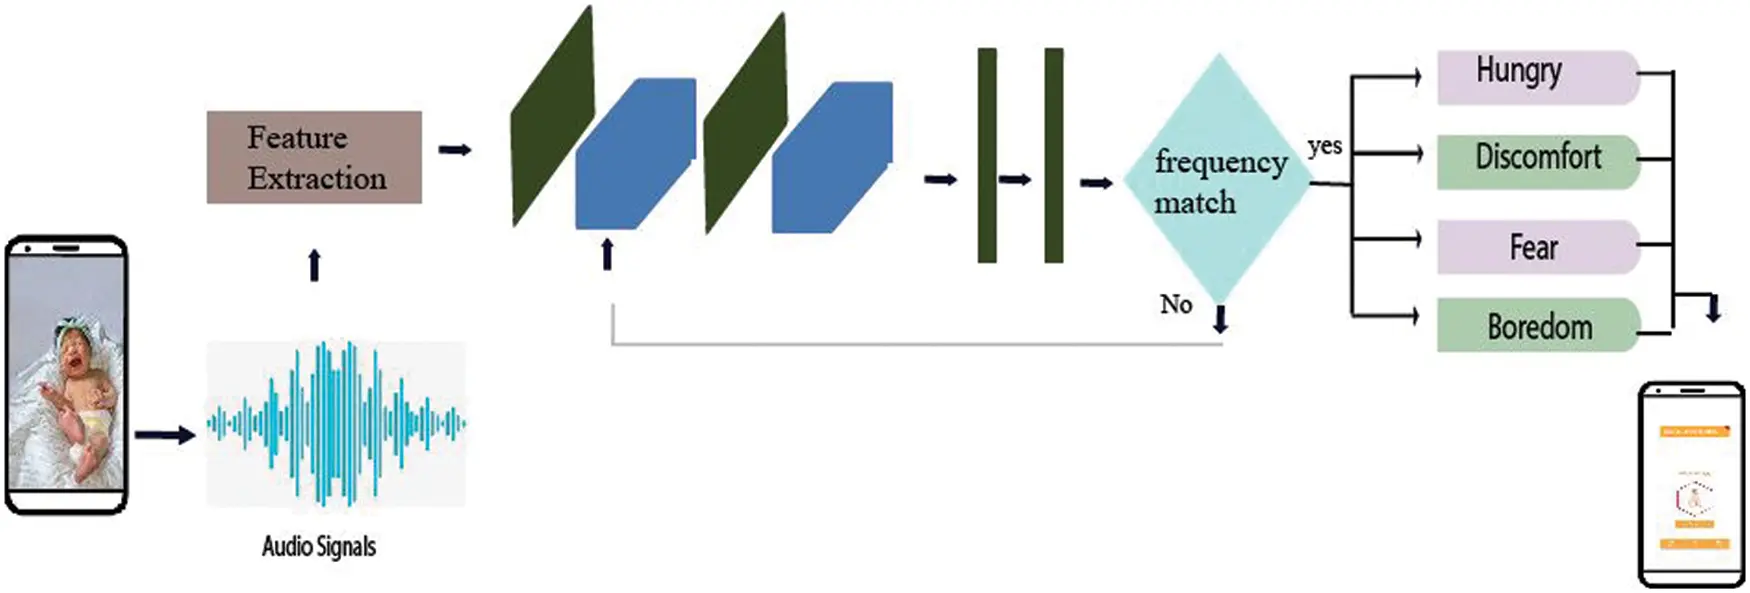 Feature
Extraction
Audio Signals
frequency
match
yes
No
Hungry
Discomfort
Fear
Boredom